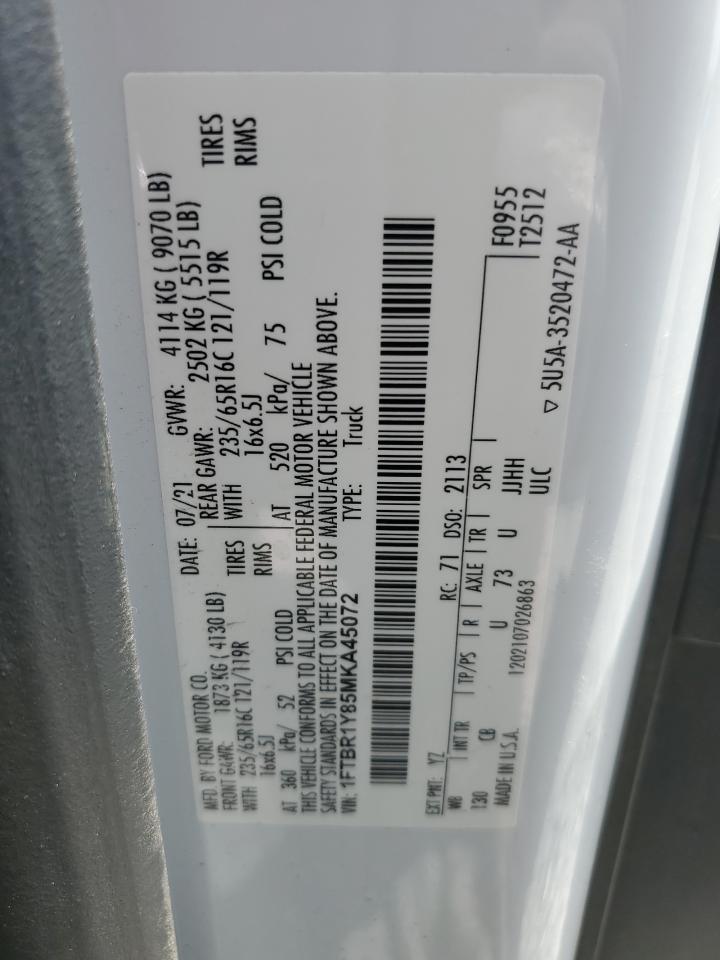 MFD. BY FORD MOTOR CO.
DATE: 07/21 GVWR: 4114 KG ( 9070 LB)
FRONT GAWR: 1873 KG ( 4130 LB) REAR GAWR: 2502 KG ( 5515 LB)
WITH 235/65R16C 121/119R TIRES WITH 235/65R16C 121/119R TIRES
16x6.5J RIMS 16x6.5J RIMS
AT 360 kPa/ 52 PSI COLD AT 520 kPa/ 75 PSI COLD
THIS VEHICLE CONFORMS TO ALL APPLICABLE FEDERAL MOTOR VEHICLE
SAFETY STANDARDS IN EFFECT ON THE DATE OF MANUFACTURE SHOWN ABOVE.
VIN: 1FTBR1Y85MKA45072 TYPE: Truck
EXT PNT: YZ RC: 71 DSO: 2113
WB INT TR TP/PS R AXLE TR SPR F0955
130 CB U 73 U JJHH T2512
MADE IN U.S.A. 1202107026863 ULC
▽ 5U5A-3520472-AA